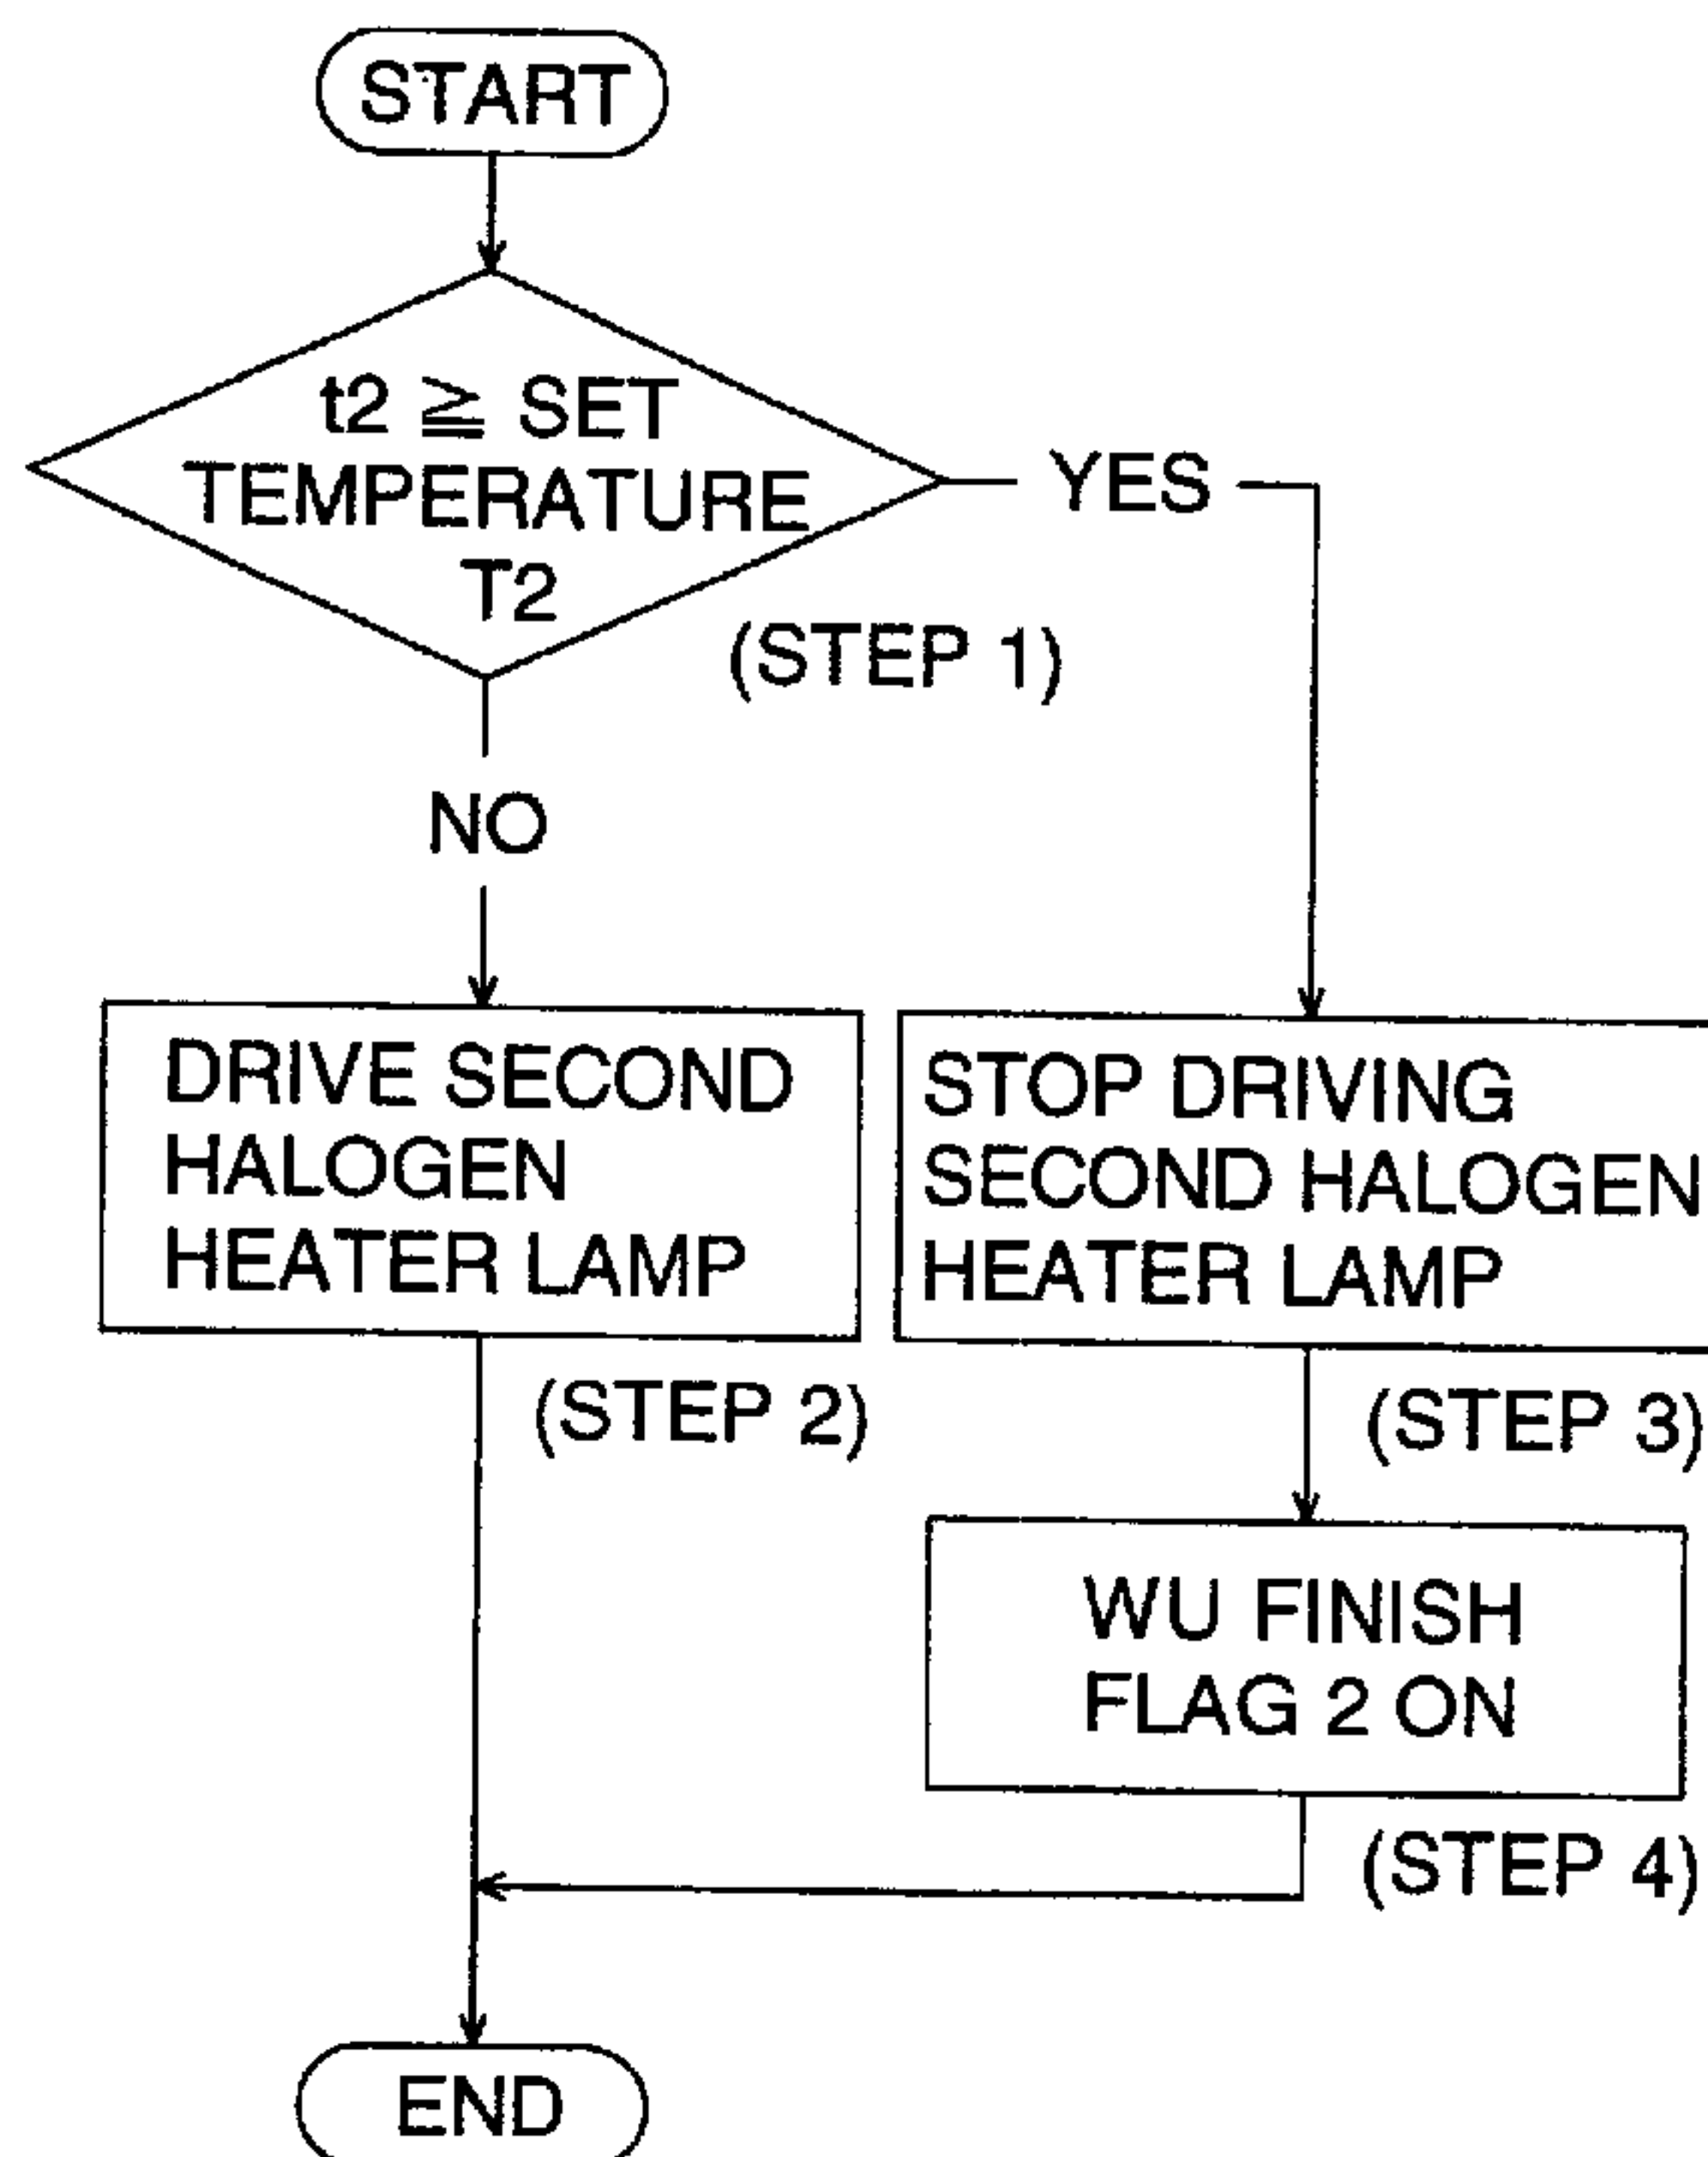 START
t2 ≧ SET
TEMPERATURE
T2
YES
(STEP 1)
NO
DRIVE SECOND
HALOGEN
HEATER LAMP
(STEP 2)
STOP DRIVING
SECOND HALOGEN
HEATER LAMP
(STEP 3)
WU FINISH
FLAG 2 ON
(STEP 4)
END